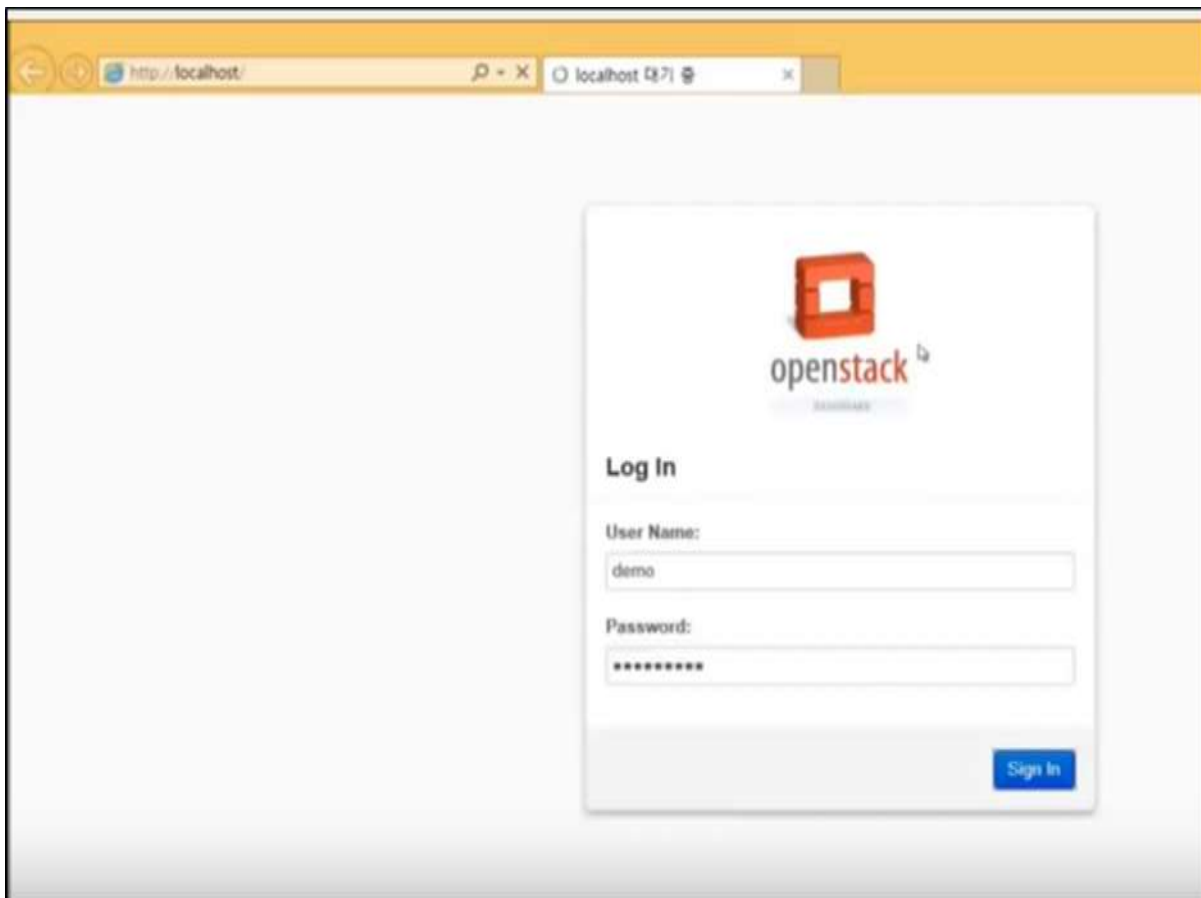 http://localhost/
localhost 대기 중
openstack
Log In
User Name:
demo
Password:
•••••••••
Sign In